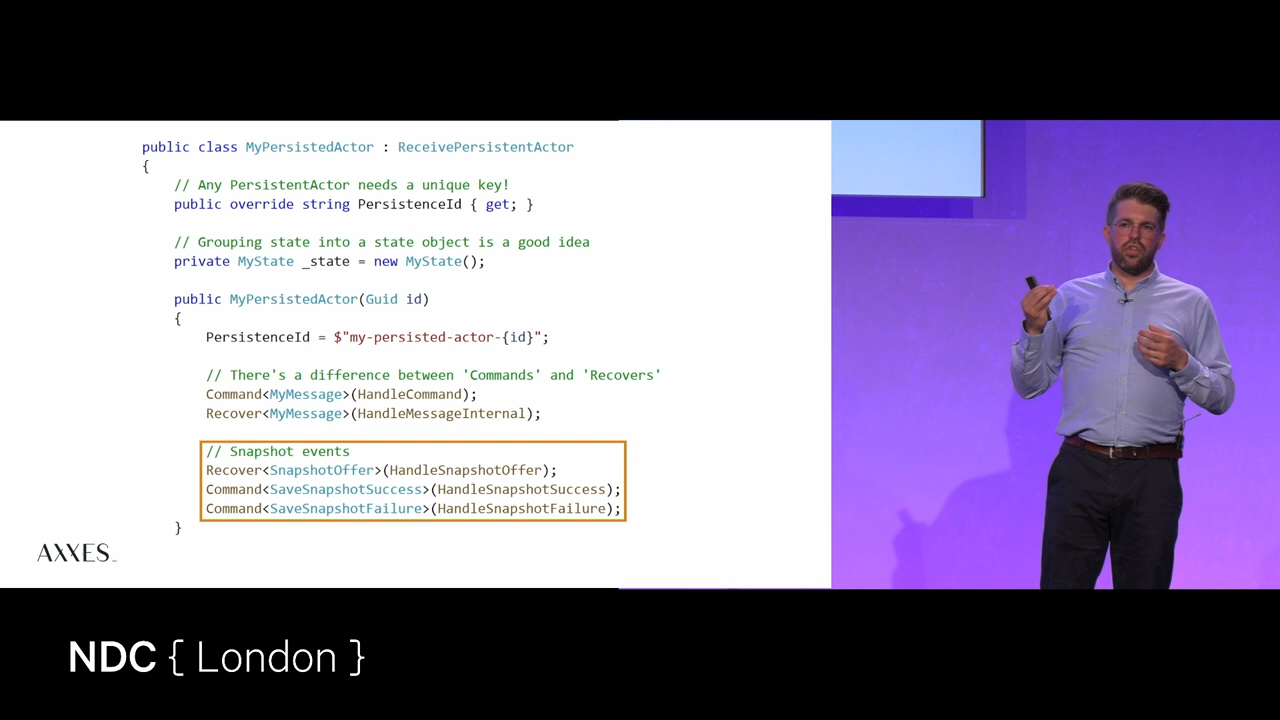 public class MyPersistedActor : ReceivePersistentActor
{
// Any PersistentActor needs a unique key!
public override string PersistenceId { get; }
// Grouping state into a state object is a good idea
private MyState _state = new MyState();
public MyPersistedActor(Guid id)
{
PersistenceId = $"my-persisted-actor-{id}";
// There's a difference between 'Commands' and 'Recovers'
Command<MyMessage>(HandleCommand);
Recover<MyMessage>(HandleMessageInternal);
// Snapshot events
Recover<SnapshotOffer>(HandleSnapshotOffer);
Command<SaveSnapshotSuccess>(HandleSnapshotSuccess);
Command<SaveSnapshotFailure>(HandleSnapshotFailure);
}
AXXES_
NDC { London }